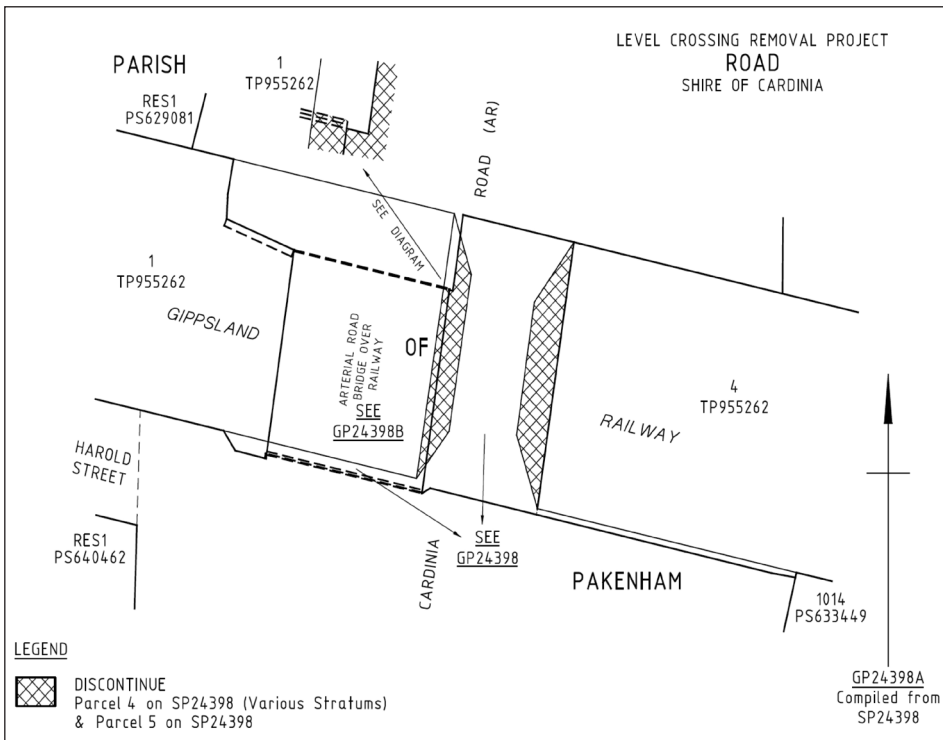 LEVEL CROSSING REMOVAL PROJECT
ROAD
SHIRE OF CARDINIA
PARISH
1
TP955262
RES1
PS629081
ROAD (AR)
SEE DIAGRAM
1
TP955262
GIPPSLAND
ARTERIAL ROAD
BRIDGE OVER
RAILWAY
SEE
GP24398B
OF
4
TP955262
RAILWAY
HAROLD
STREET
RES1
PS640462
CARDINIA
SEE
GP24398
PAKENHAM
1014
PS633449
LEGEND
DISCONTINUE
Parcel 4 on SP24398 (Various Stratums)
& Parcel 5 on SP24398
GP24398A
Compiled from
SP24398